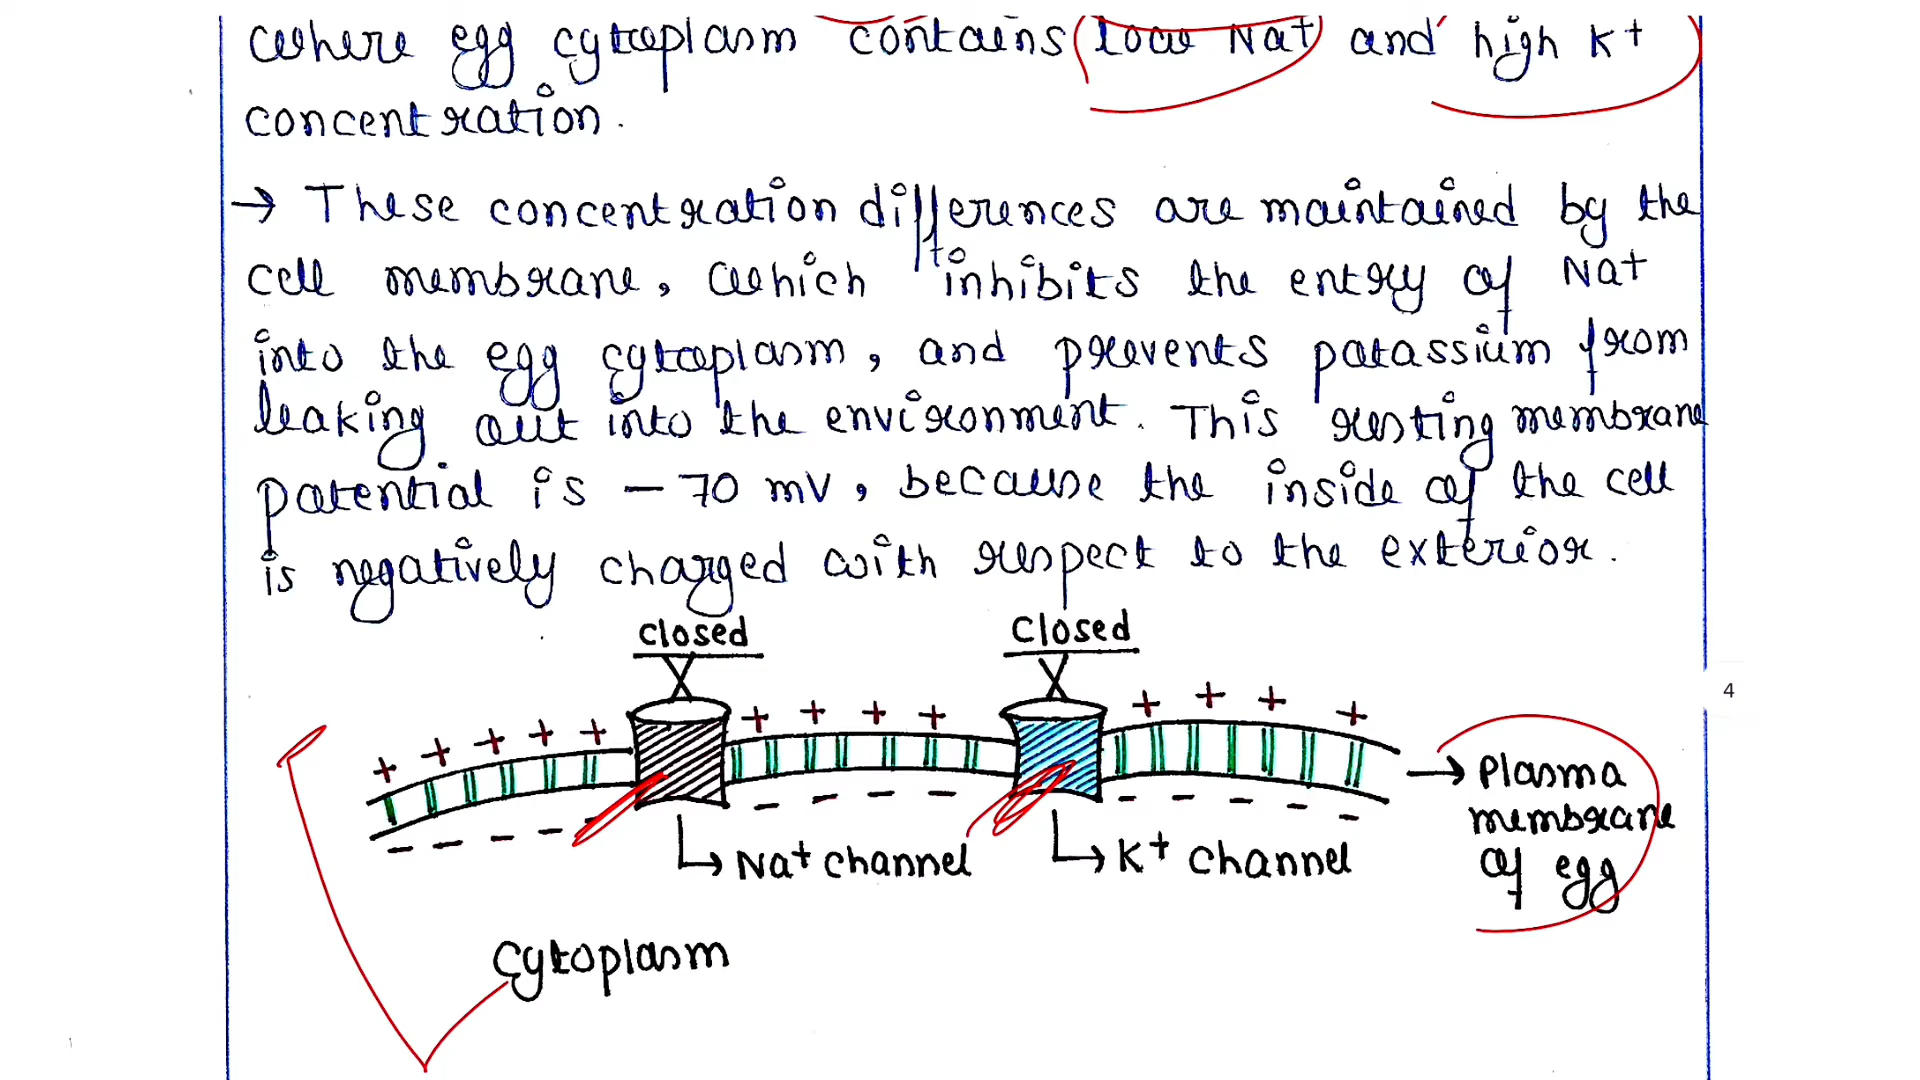 where egg cytoplasm contains low Na+ and high K+
concentration.
→ These concentration differences are maintained by the
cell membrane, which to inhibits the entry of Na+
into the egg cytoplasm, and prevents potassium from
leaking out into the environment. This resting membrane
potential is - 70 mV, because the inside of the cell
is negatively charged with respect to the exterior.
closed closed
+ + + + + + + + + + + + +
4
→ Plasma
membrane
of egg
- - - - - - - - - - - - -
Na+ channel K+ channel
Cytoplasm